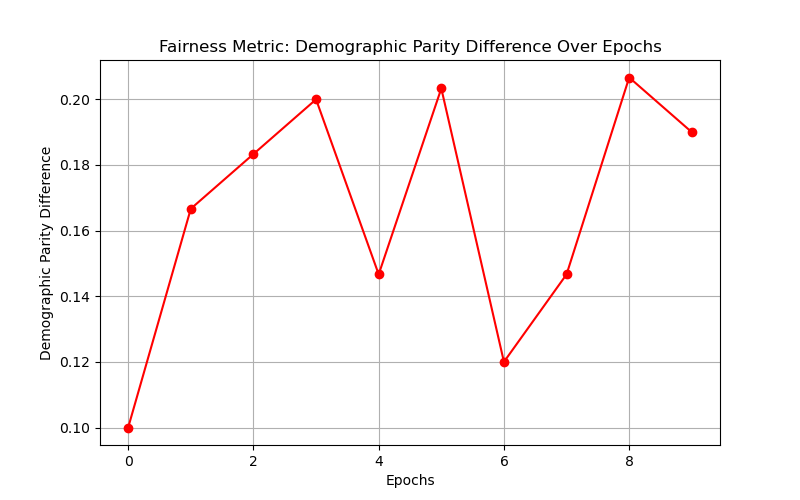 Fairness Metric: Demographic Parity Difference Over Epochs
Demographic Parity Difference
0.20
0.18
0.16
0.14
0.12
0.10
0 2 4 6 8
Epochs